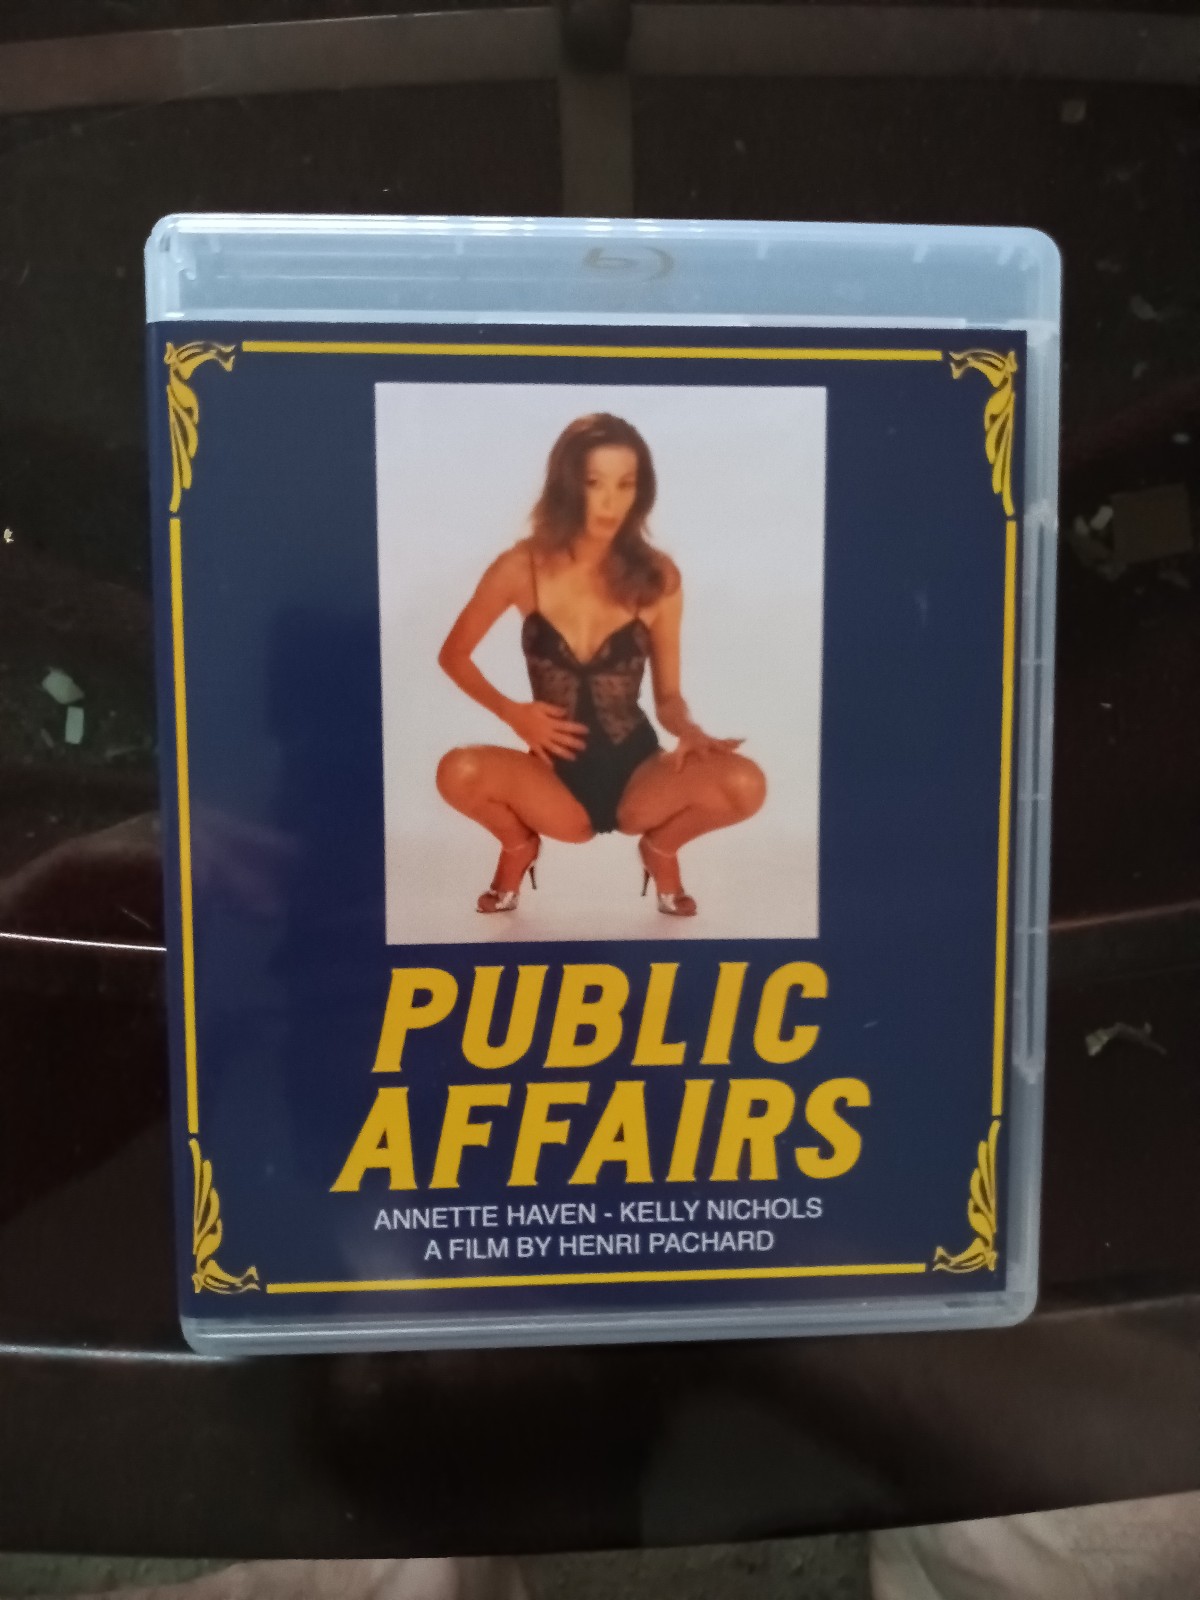 PUBLIC
AFFAIRS
ANNETTE HAVEN - KELLY NICHOLS
A FILM BY HENRI PACHARD